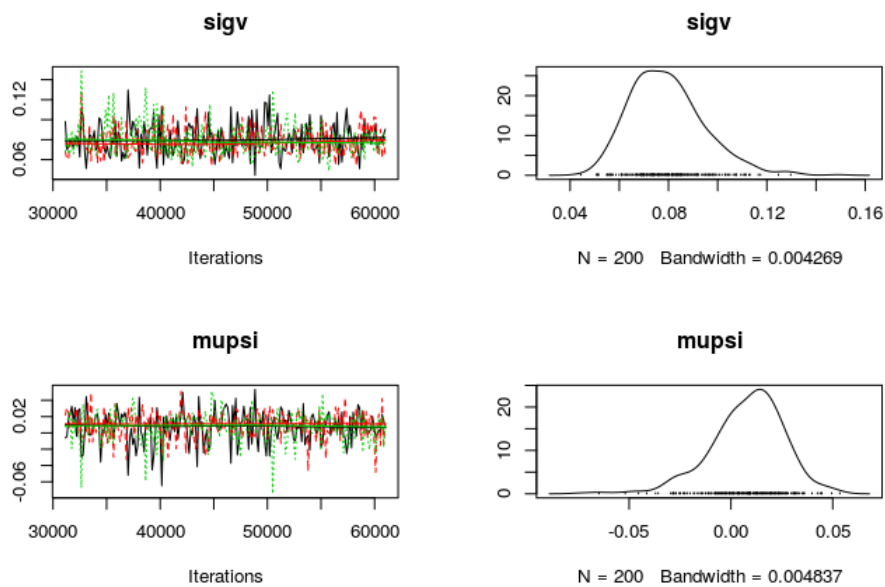 sigv
0.06 0.12
30000 40000 50000 60000
Iterations
sigv
0 10 20
0.04 0.08 0.12 0.16
N = 200 Bandwidth = 0.004269
mupsi
-0.06 0.02
30000 40000 50000 60000
Iterations
mupsi
0 10 20
-0.05 0.00 0.05
N = 200 Bandwidth = 0.004837